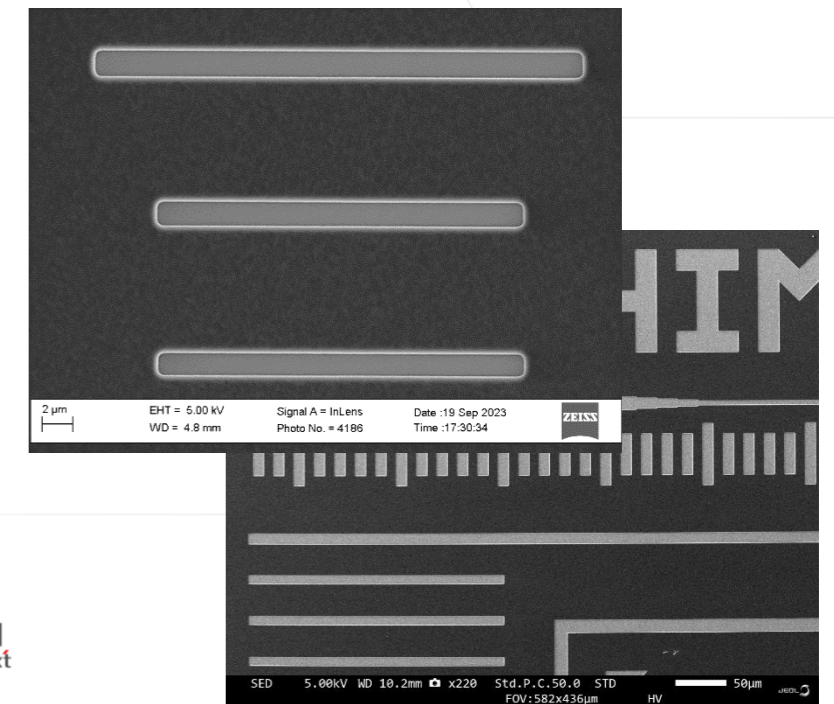 2 µm
EHT = 5.00 kV
WD = 4.8 mm
Signal A = InLens
Photo No. = 4186
Date :19 Sep 2023
Time :17:30:34
ZEISS
SED 5.00kV WD 10.2mm x220 Std.P.C.50.0 STD 50µm JEOL
FOV:582x436µm HV